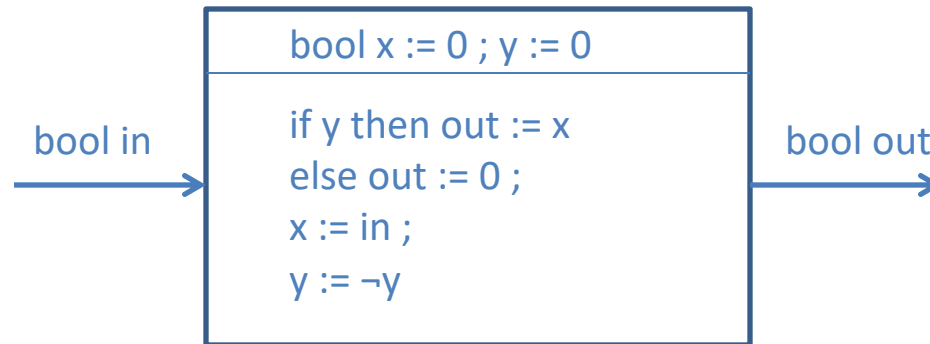 bool x := 0 ; y := 0
bool in
if y then out := x
else out := 0 ;
x := in ;
y := ¬y
bool out